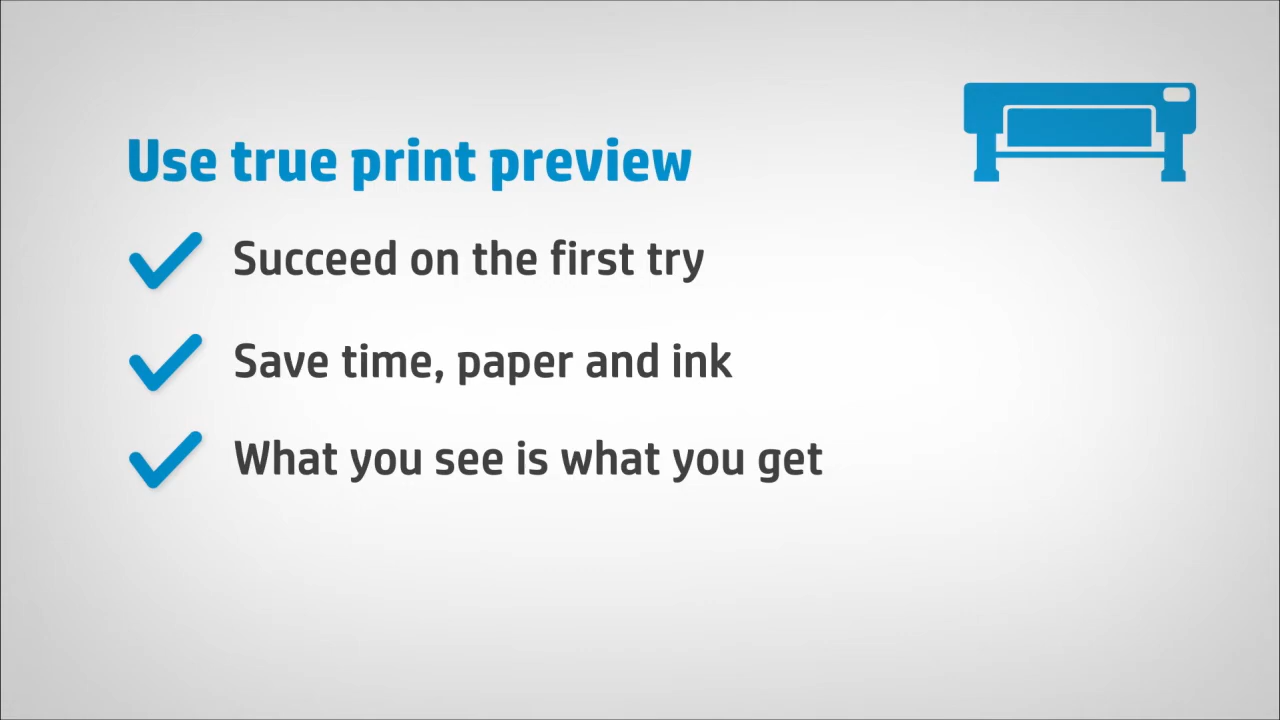 Use true print preview
Succeed on the first try
Save time, paper and ink
What you see is what you get